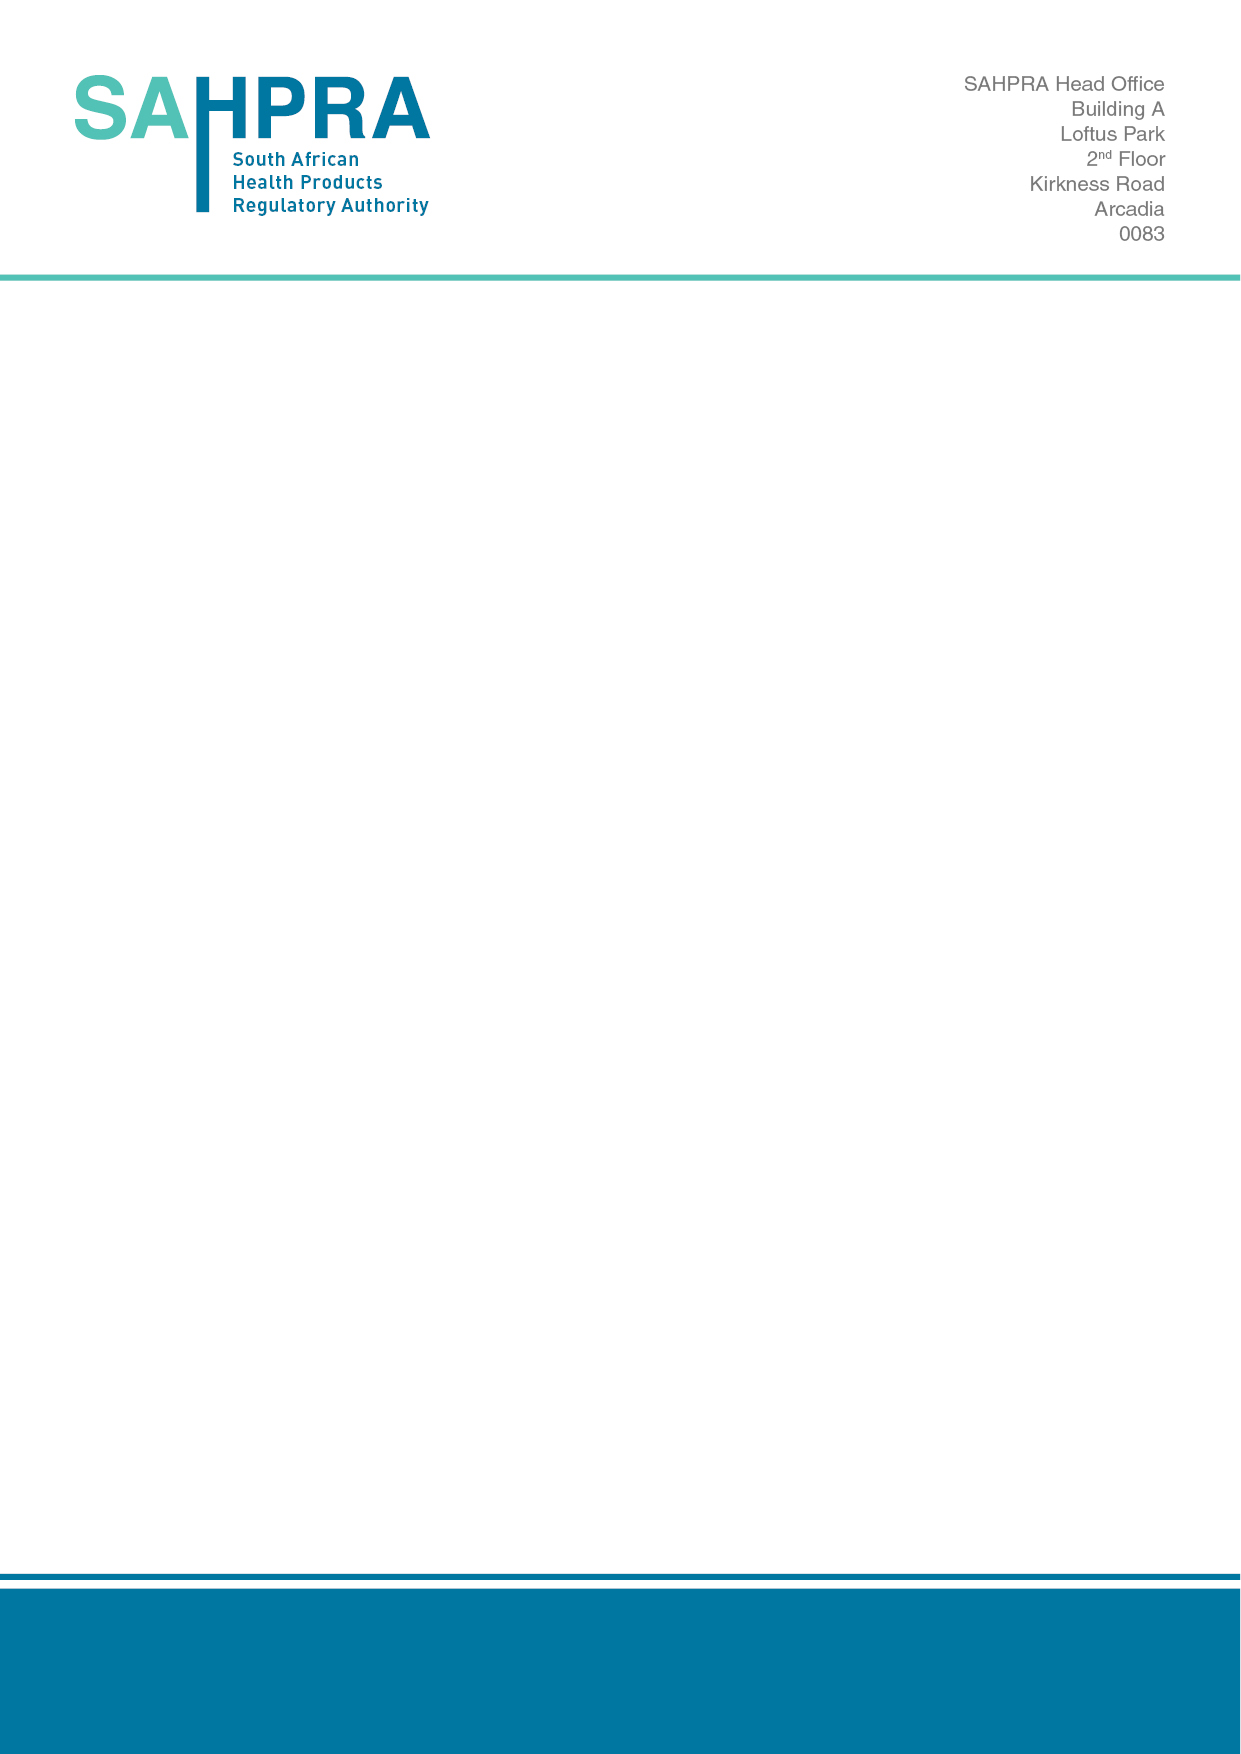 SAHPRA
South African
Health Products
Regulatory Authority
SAHPRA Head Office
Building A
Loftus Park
2nd Floor
Kirkness Road
Arcadia
0083